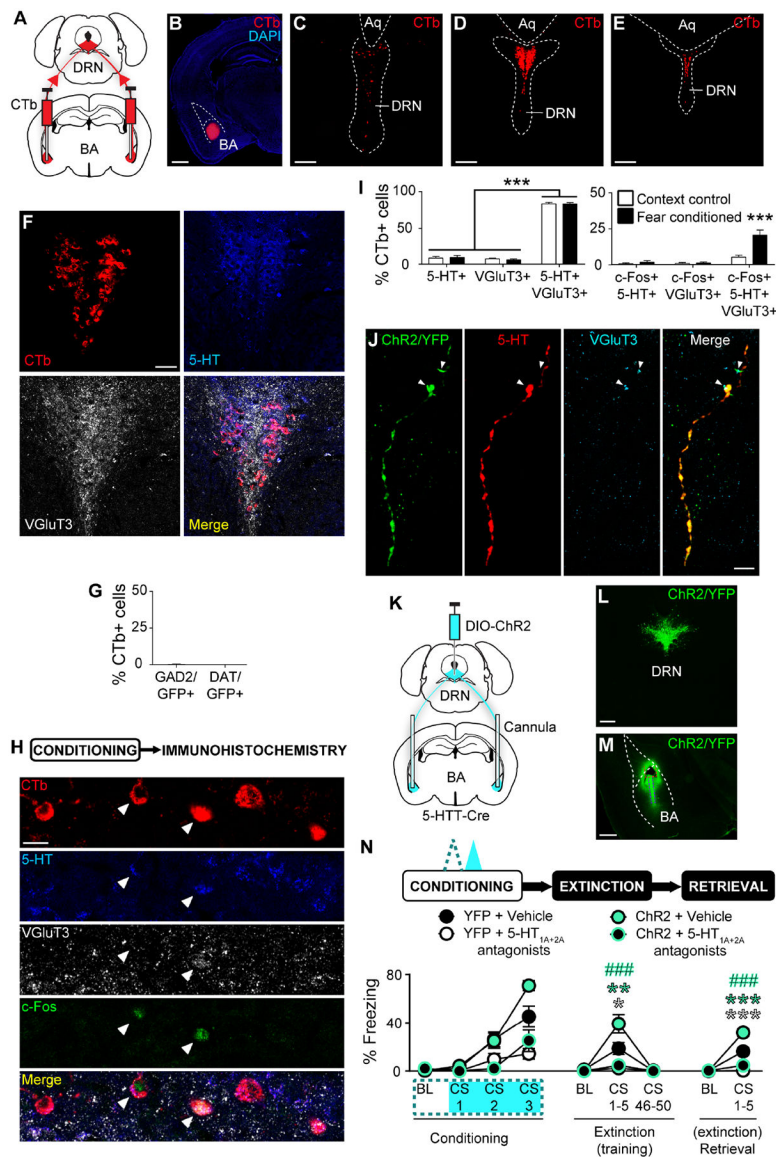 A
DRN
CTb
BA
B
CTb
DAPI
BA
C
CTb
Aq
DRN
D
CTb
Aq
DRN
E
CTb
Aq
DRN
F
CTb
5-HT
VGluT3
Merge
I
% CTb+ cells
100
50
0
***
5-HT+
VGluT3+
5-HT+
VGluT3+
50
25
0
Context control
Fear conditioned
***
c-Fos+
5-HT+
c-Fos+
VGluT3+
c-Fos+
5-HT+
VGluT3+
J
ChR2/YFP
5-HT
VGluT3
Merge
G
% CTb+ cells
50
25
0
GAD2/
GFP+
DAT/
GFP+
H
CONDITIONING
IMMUNOHISTOCHEMISTRY
CTb
5-HT
VGluT3
c-Fos
Merge
K
DIO-ChR2
DRN
Cannula
BA
5-HTT-Cre
L
ChR2/YFP
DRN
M
ChR2/YFP
BA
N
CONDITIONING
EXTINCTION
RETRIEVAL
YFP + Vehicle
YFP + 5-HT1A+2A
antagonists
ChR2 + Vehicle
ChR2 + 5-HT1A+2A
antagonists
% Freezing
80
40
0
###
**
*
###
***
***
BL CS CS CS
1 2 3
Conditioning
BL CS CS
1-5 46-50
Extinction
(training)
BL CS
1-5
(extinction)
Retrieval